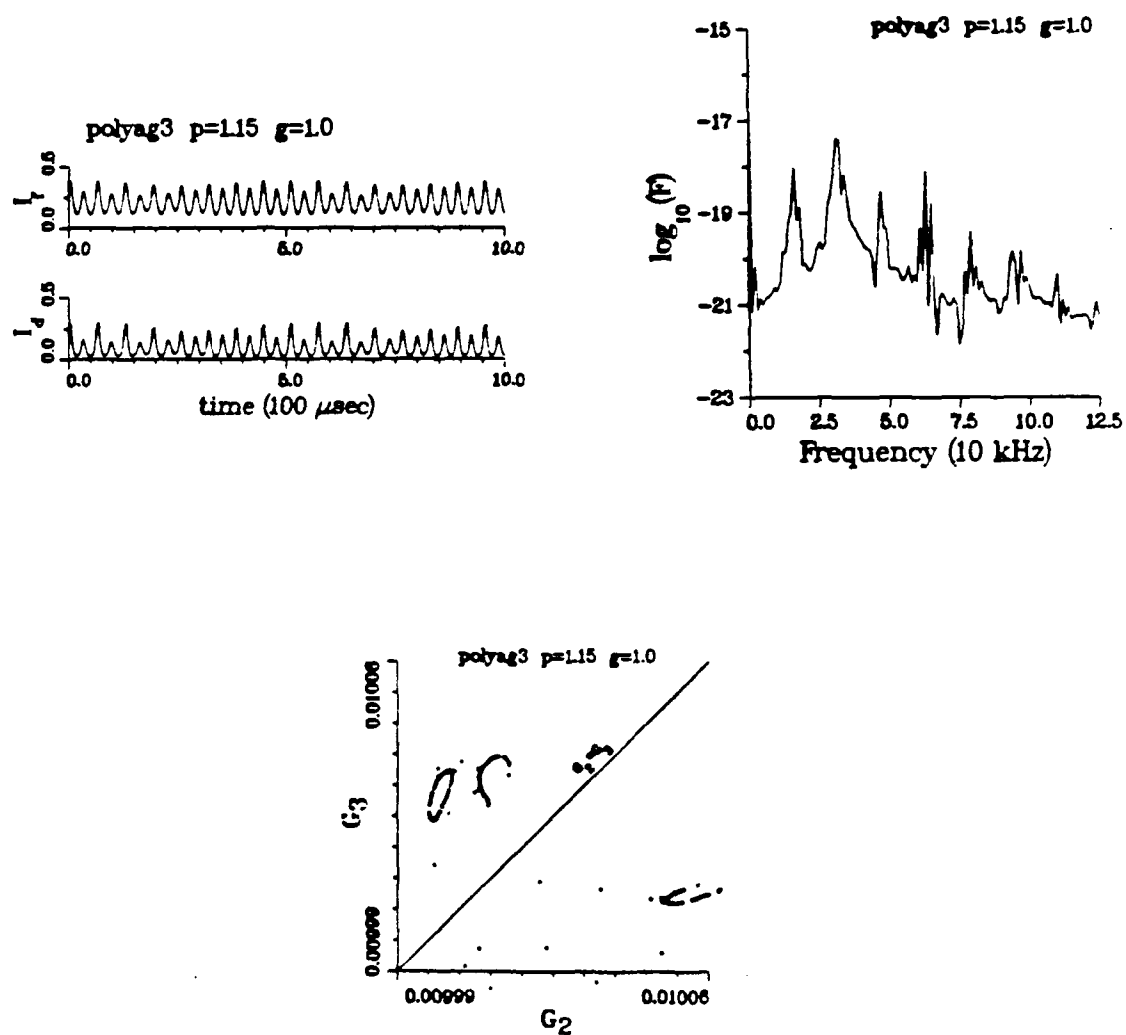 polyag3 p=1.15 g=1.0
I_r
0.5
0.0
0.0 5.0 10.0
I_d
0.5
0.0
0.0 5.0 10.0
time (100 μsec)
polyag3 p=1.15 g=1.0
-15
-17
-19
-21
-23
log₁₀(F)
0.0 2.5 5.0 7.5 10.0 12.5
Frequency (10 kHz)
polyag3 p=1.15 g=1.0
0.01006
G₃
0.00999
0.00999 0.01006
G₂